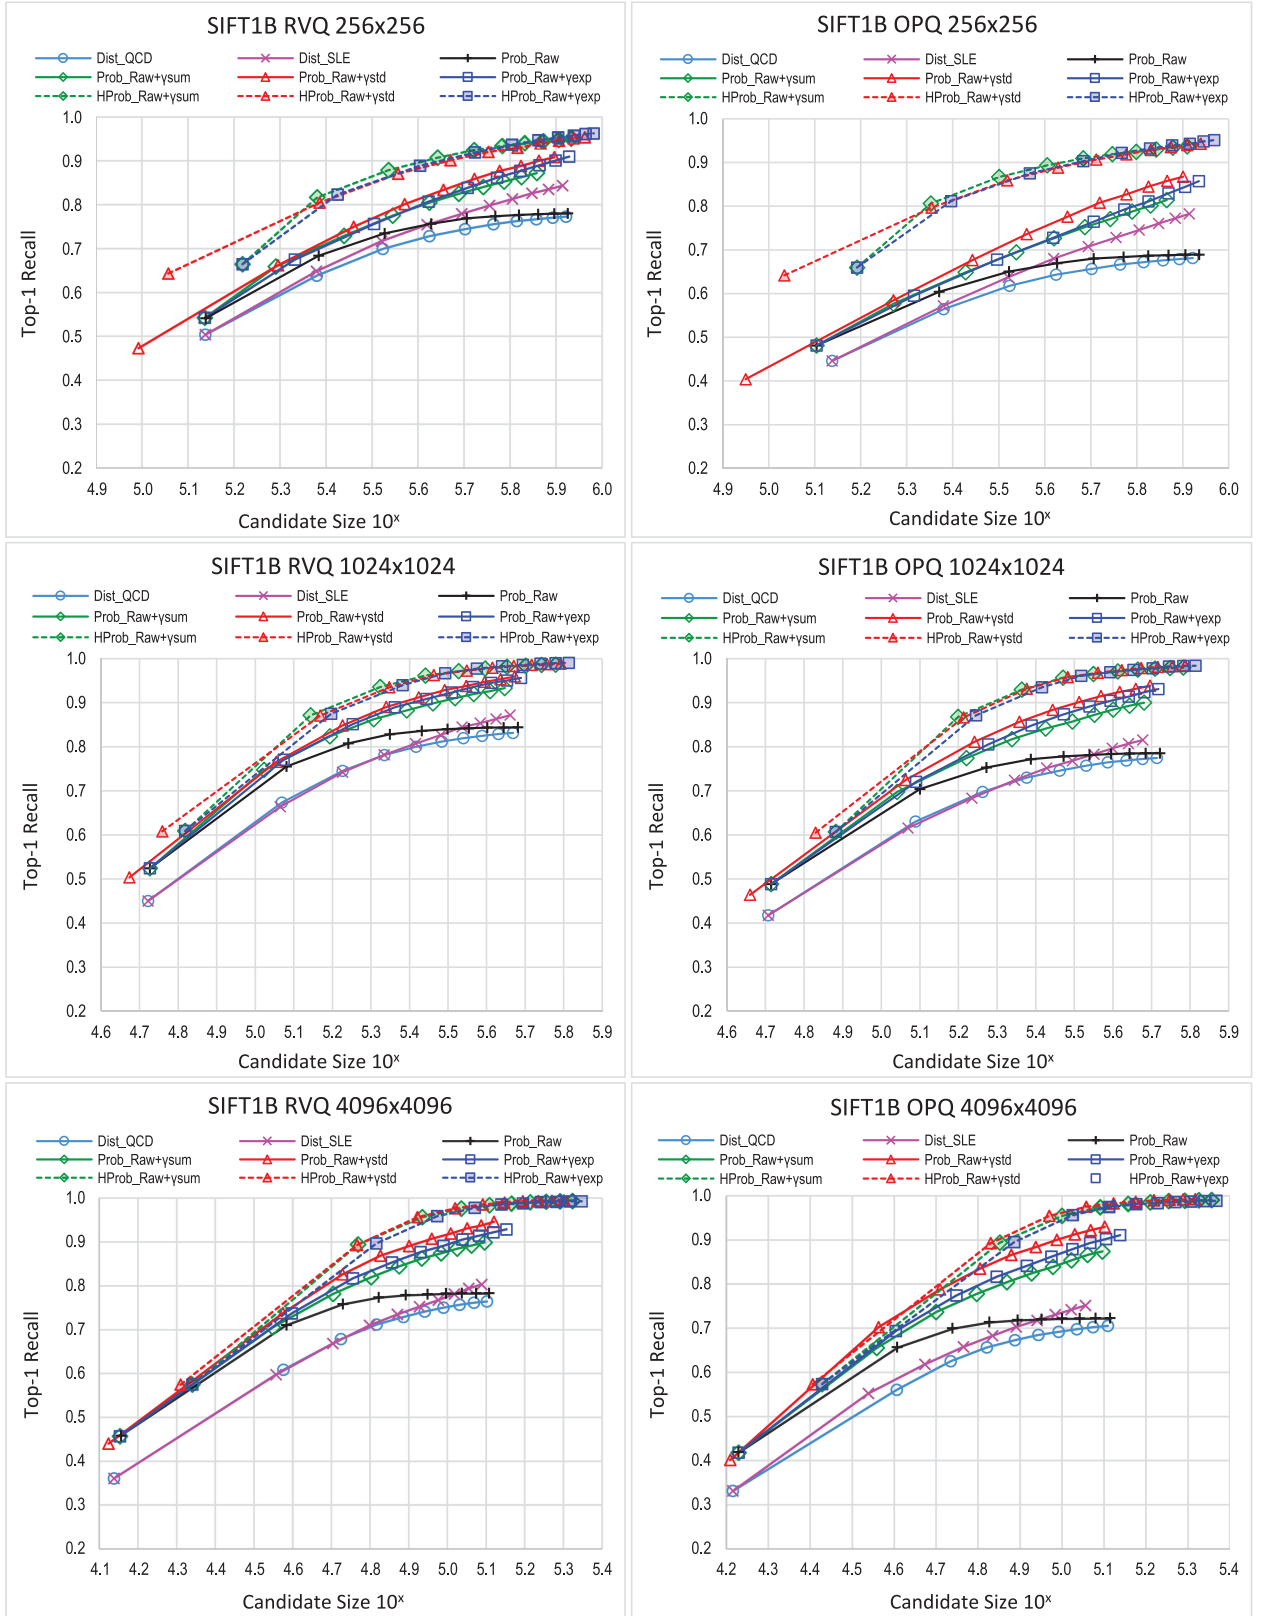 SIFT1B RVQ 256x256
Dist_QCD Dist_SLE Prob_Raw
Prob_Raw+γsum Prob_Raw+γstd Prob_Raw+γexp
HProb_Raw+γsum HProb_Raw+γstd HProb_Raw+γexp
Top-1 Recall
1.0
0.9
0.8
0.7
0.6
0.5
0.4
0.3
0.2
4.9 5.0 5.1 5.2 5.3 5.4 5.5 5.6 5.7 5.8 5.9 6.0
Candidate Size 10ˣ
SIFT1B OPQ 256x256
Dist_QCD Dist_SLE Prob_Raw
Prob_Raw+γsum Prob_Raw+γstd Prob_Raw+γexp
HProb_Raw+γsum HProb_Raw+γstd HProb_Raw+γexp
Top-1 Recall
1.0
0.9
0.8
0.7
0.6
0.5
0.4
0.3
0.2
4.9 5.0 5.1 5.2 5.3 5.4 5.5 5.6 5.7 5.8 5.9 6.0
Candidate Size 10ˣ
SIFT1B RVQ 1024x1024
Dist_QCD Dist_SLE Prob_Raw
Prob_Raw+γsum Prob_Raw+γstd Prob_Raw+γexp
HProb_Raw+γsum HProb_Raw+γstd HProb_Raw+γexp
Top-1 Recall
1.0
0.9
0.8
0.7
0.6
0.5
0.4
0.3
0.2
4.6 4.7 4.8 4.9 5.0 5.1 5.2 5.3 5.4 5.5 5.6 5.7 5.8 5.9
Candidate Size 10ˣ
SIFT1B OPQ 1024x1024
Dist_QCD Dist_SLE Prob_Raw
Prob_Raw+γsum Prob_Raw+γstd Prob_Raw+γexp
HProb_Raw+γsum HProb_Raw+γstd HProb_Raw+γexp
Top-1 Recall
1.0
0.9
0.8
0.7
0.6
0.5
0.4
0.3
0.2
4.6 4.7 4.8 4.9 5.0 5.1 5.2 5.3 5.4 5.5 5.6 5.7 5.8 5.9
Candidate Size 10ˣ
SIFT1B RVQ 4096x4096
Dist_QCD Dist_SLE Prob_Raw
Prob_Raw+γsum Prob_Raw+γstd Prob_Raw+γexp
HProb_Raw+γsum HProb_Raw+γstd HProb_Raw+γexp
Top-1 Recall
1.0
0.9
0.8
0.7
0.6
0.5
0.4
0.3
0.2
4.1 4.2 4.3 4.4 4.5 4.6 4.7 4.8 4.9 5.0 5.1 5.2 5.3 5.4
Candidate Size 10ˣ
SIFT1B OPQ 4096x4096
Dist_QCD Dist_SLE Prob_Raw
Prob_Raw+γsum Prob_Raw+γstd Prob_Raw+γexp
HProb_Raw+γsum HProb_Raw+γstd HProb_Raw+γexp
Top-1 Recall
1.0
0.9
0.8
0.7
0.6
0.5
0.4
0.3
0.2
4.2 4.3 4.4 4.5 4.6 4.7 4.8 4.9 5.0 5.1 5.2 5.3 5.4
Candidate Size 10ˣ